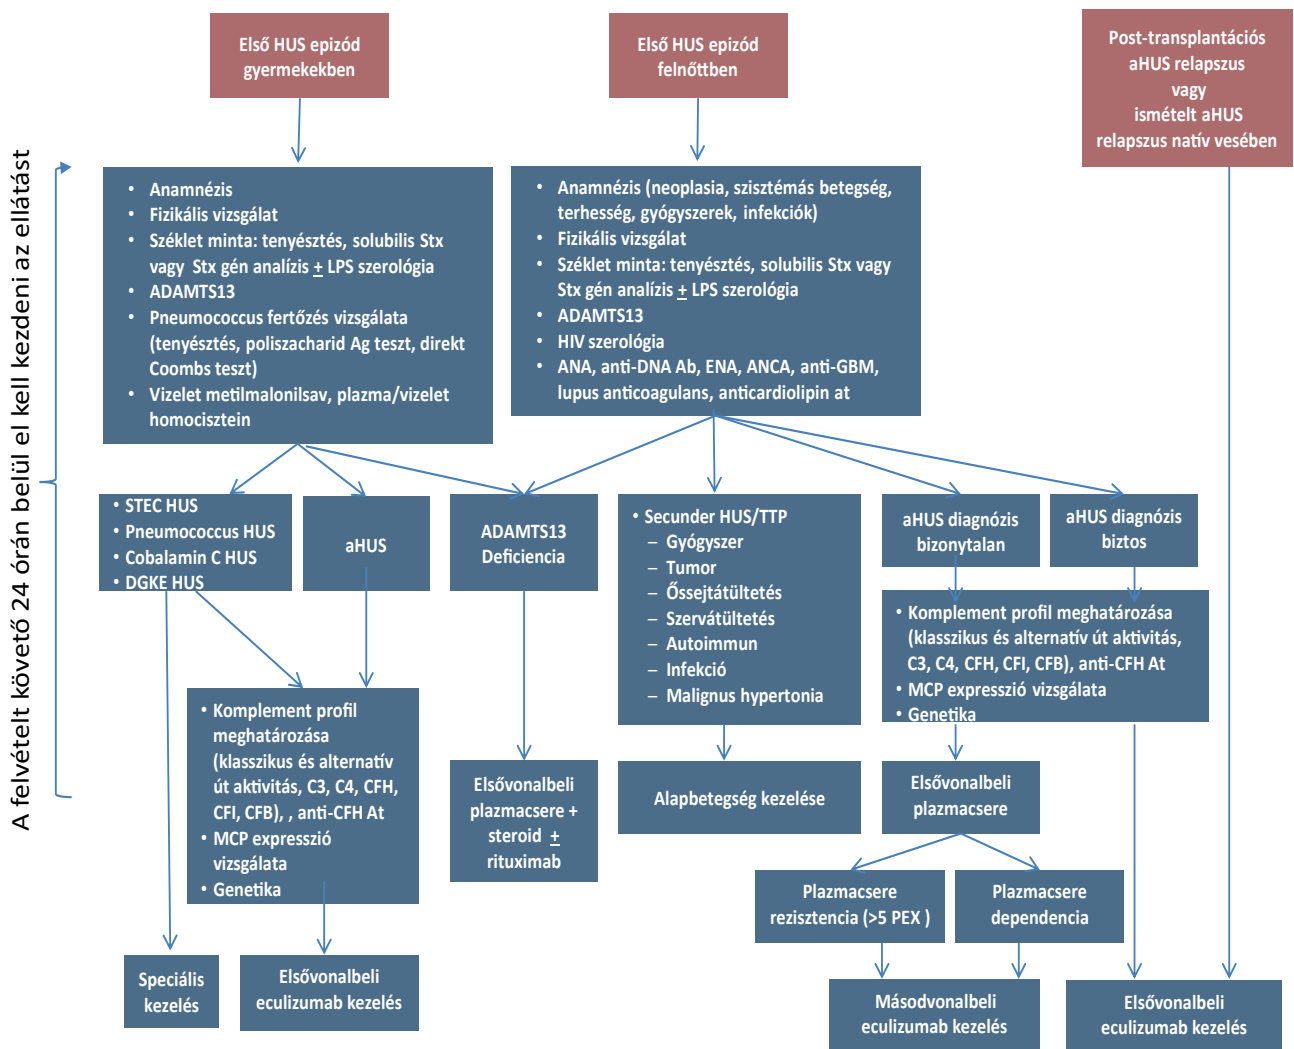 Első HUS epizód
gyermekekben
Első HUS epizód
felnőttben
Post-transplantációs
aHUS relapszus
vagy
ismételt aHUS
relapszus natív vesében
A felvételt követő 24 órán belül el kell kezdeni az ellátást
• Anamnézis
• Fizikális vizsgálat
• Széklet minta: tenyésztés, solubilis Stx
vagy Stx gén analízis ± LPS szerológia
• ADAMTS13
• Pneumococcus fertőzés vizsgálata
(tenyésztés, poliszacharid Ag teszt, direkt
Coombs teszt)
• Vizelet metilmalonilsav, plazma/vizelet
homocisztein
• Anamnézis (neoplasia, szisztémás betegség,
terhesség, gyógyszerek, infekciók)
• Fizikális vizsgálat
• Széklet minta: tenyésztés, solubilis Stx vagy
Stx gén analízis ± LPS szerológia
• ADAMTS13
• HIV szerológia
• ANA, anti-DNA Ab, ENA, ANCA, anti-GBM,
lupus anticoagulans, anticardiolipin at
• STEC HUS
• Pneumococcus HUS
• Cobalamin C HUS
• DGKE HUS
aHUS
ADAMTS13
Deficiencia
• Secunder HUS/TTP
– Gyógyszer
– Tumor
– Őssejtátültetés
– Szervátültetés
– Autoimmun
– Infekció
– Malignus hypertonia
aHUS diagnózis
bizonytalan
aHUS diagnózis
biztos
• Komplement profil meghatározása
(klasszikus és alternatív út aktivitás,
C3, C4, CFH, CFI, CFB), anti-CFH At
• MCP expresszió vizsgálata
• Genetika
• Komplement profil
meghatározása
(klasszikus és alternatív
út aktivitás, C3, C4, CFH,
CFI, CFB), , anti-CFH At
• MCP expresszió
vizsgálata
• Genetika
Elsővonalbeli
plazmacsere +
steroid ±
rituximab
Alapbetegség kezelése
Elsővonalbeli
plazmacsere
Plazmacsere
rezisztencia (>5 PEX )
Plazmacsere
dependencia
Speciális
kezelés
Elsővonalbeli
eculizumab kezelés
Másodvonalbeli
eculizumab kezelés
Elsővonalbeli
eculizumab kezelés